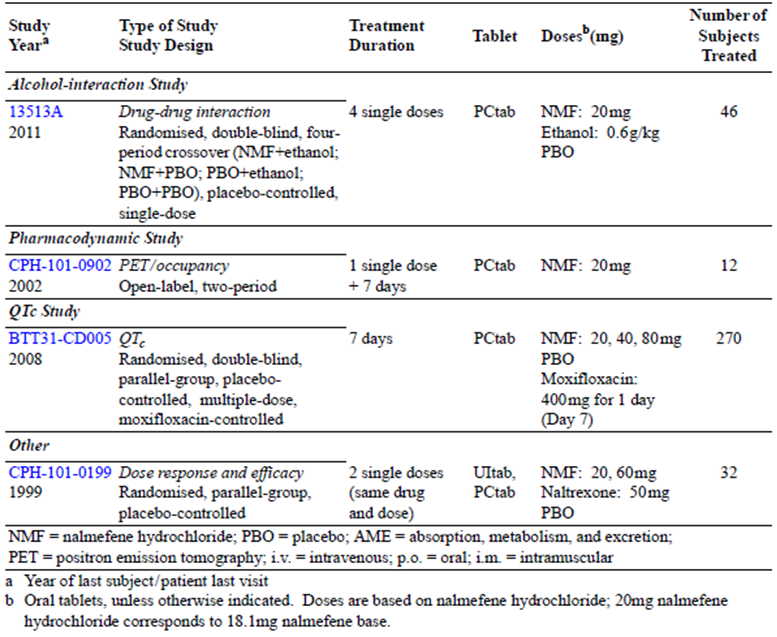 Study Year^a Type of Study Study Design Treatment Duration Tablet Doses^b(mg) Number of Subjects Treated
Alcohol-interaction Study
13513A Drug-drug interaction 4 single doses PCtab NMF: 20mg 46
2011 Randomised, double-blind, four- Ethanol: 0.6g/kg
period crossover (NMF+ethanol; PBO
NMF+PBO; PBO+ethanol;
PBO+PBO), placebo-controlled,
single-dose
Pharmacodynamic Study
CPH-101-0902 PET/occupancy 1 single dose PCtab NMF: 20mg 12
2002 Open-label, two-period + 7 days
QTc Study
BTT31-CD005 QTc 7 days PCtab NMF: 20, 40, 80mg 270
2008 Randomised, double-blind, PBO
parallel-group, placebo- Moxifloxacin:
controlled, multiple-dose, 400mg for 1 day
moxifloxacin-controlled (Day 7)
Other
CPH-101-0199 Dose response and efficacy 2 single doses UItab, NMF: 20, 60mg 32
1999 Randomised, parallel-group, (same drug PCtab Naltrexone: 50mg
placebo-controlled and dose) PBO
NMF = nalmefene hydrochloride; PBO = placebo; AME = absorption, metabolism, and excretion;
PET = positron emission tomography; i.v. = intravenous; p.o. = oral; i.m. = intramuscular
a Year of last subject/patient last visit
b Oral tablets, unless otherwise indicated. Doses are based on nalmefene hydrochloride; 20mg nalmefene
hydrochloride corresponds to 18.1mg nalmefene base.